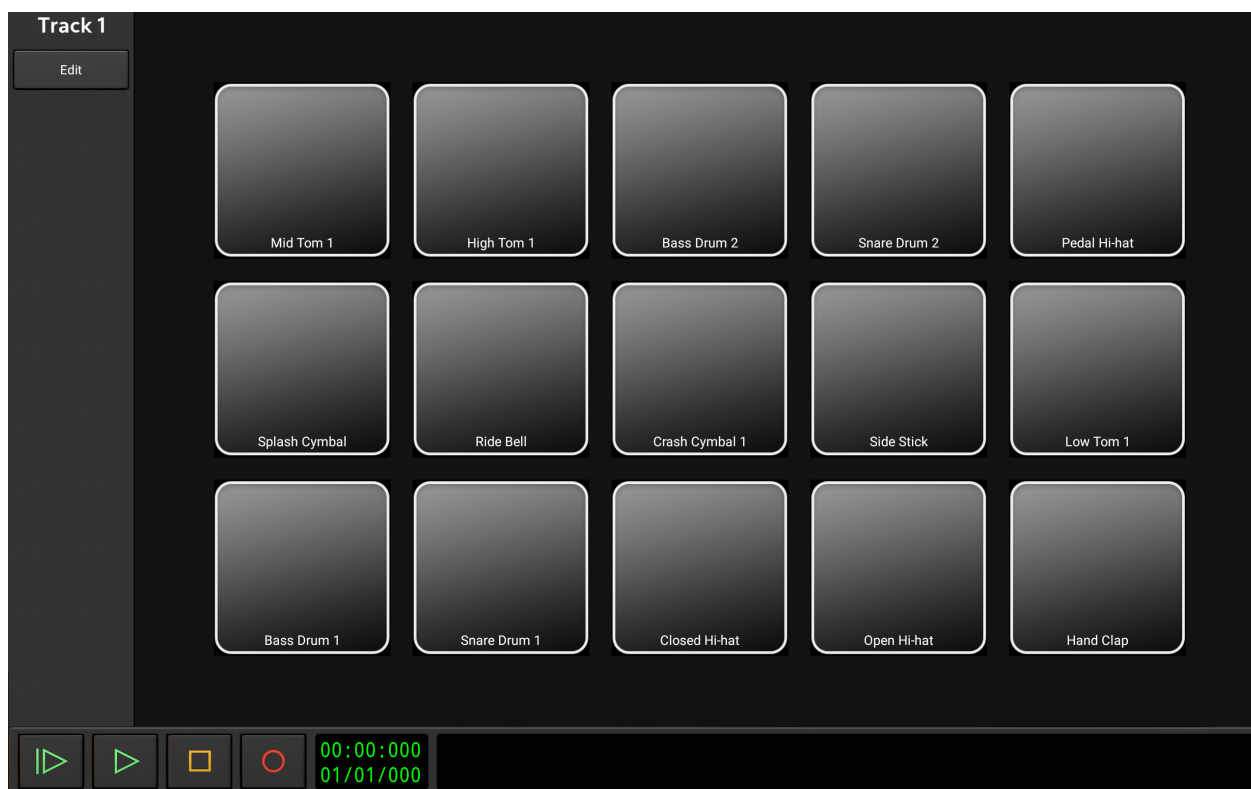 Track 1
Edit
Mid Tom 1
High Tom 1
Bass Drum 2
Snare Drum 2
Pedal Hi-hat
Splash Cymbal
Ride Bell
Crash Cymbal 1
Side Stick
Low Tom 1
Bass Drum 1
Snare Drum 1
Closed Hi-hat
Open Hi-hat
Hand Clap
00:00:000
01/01/000